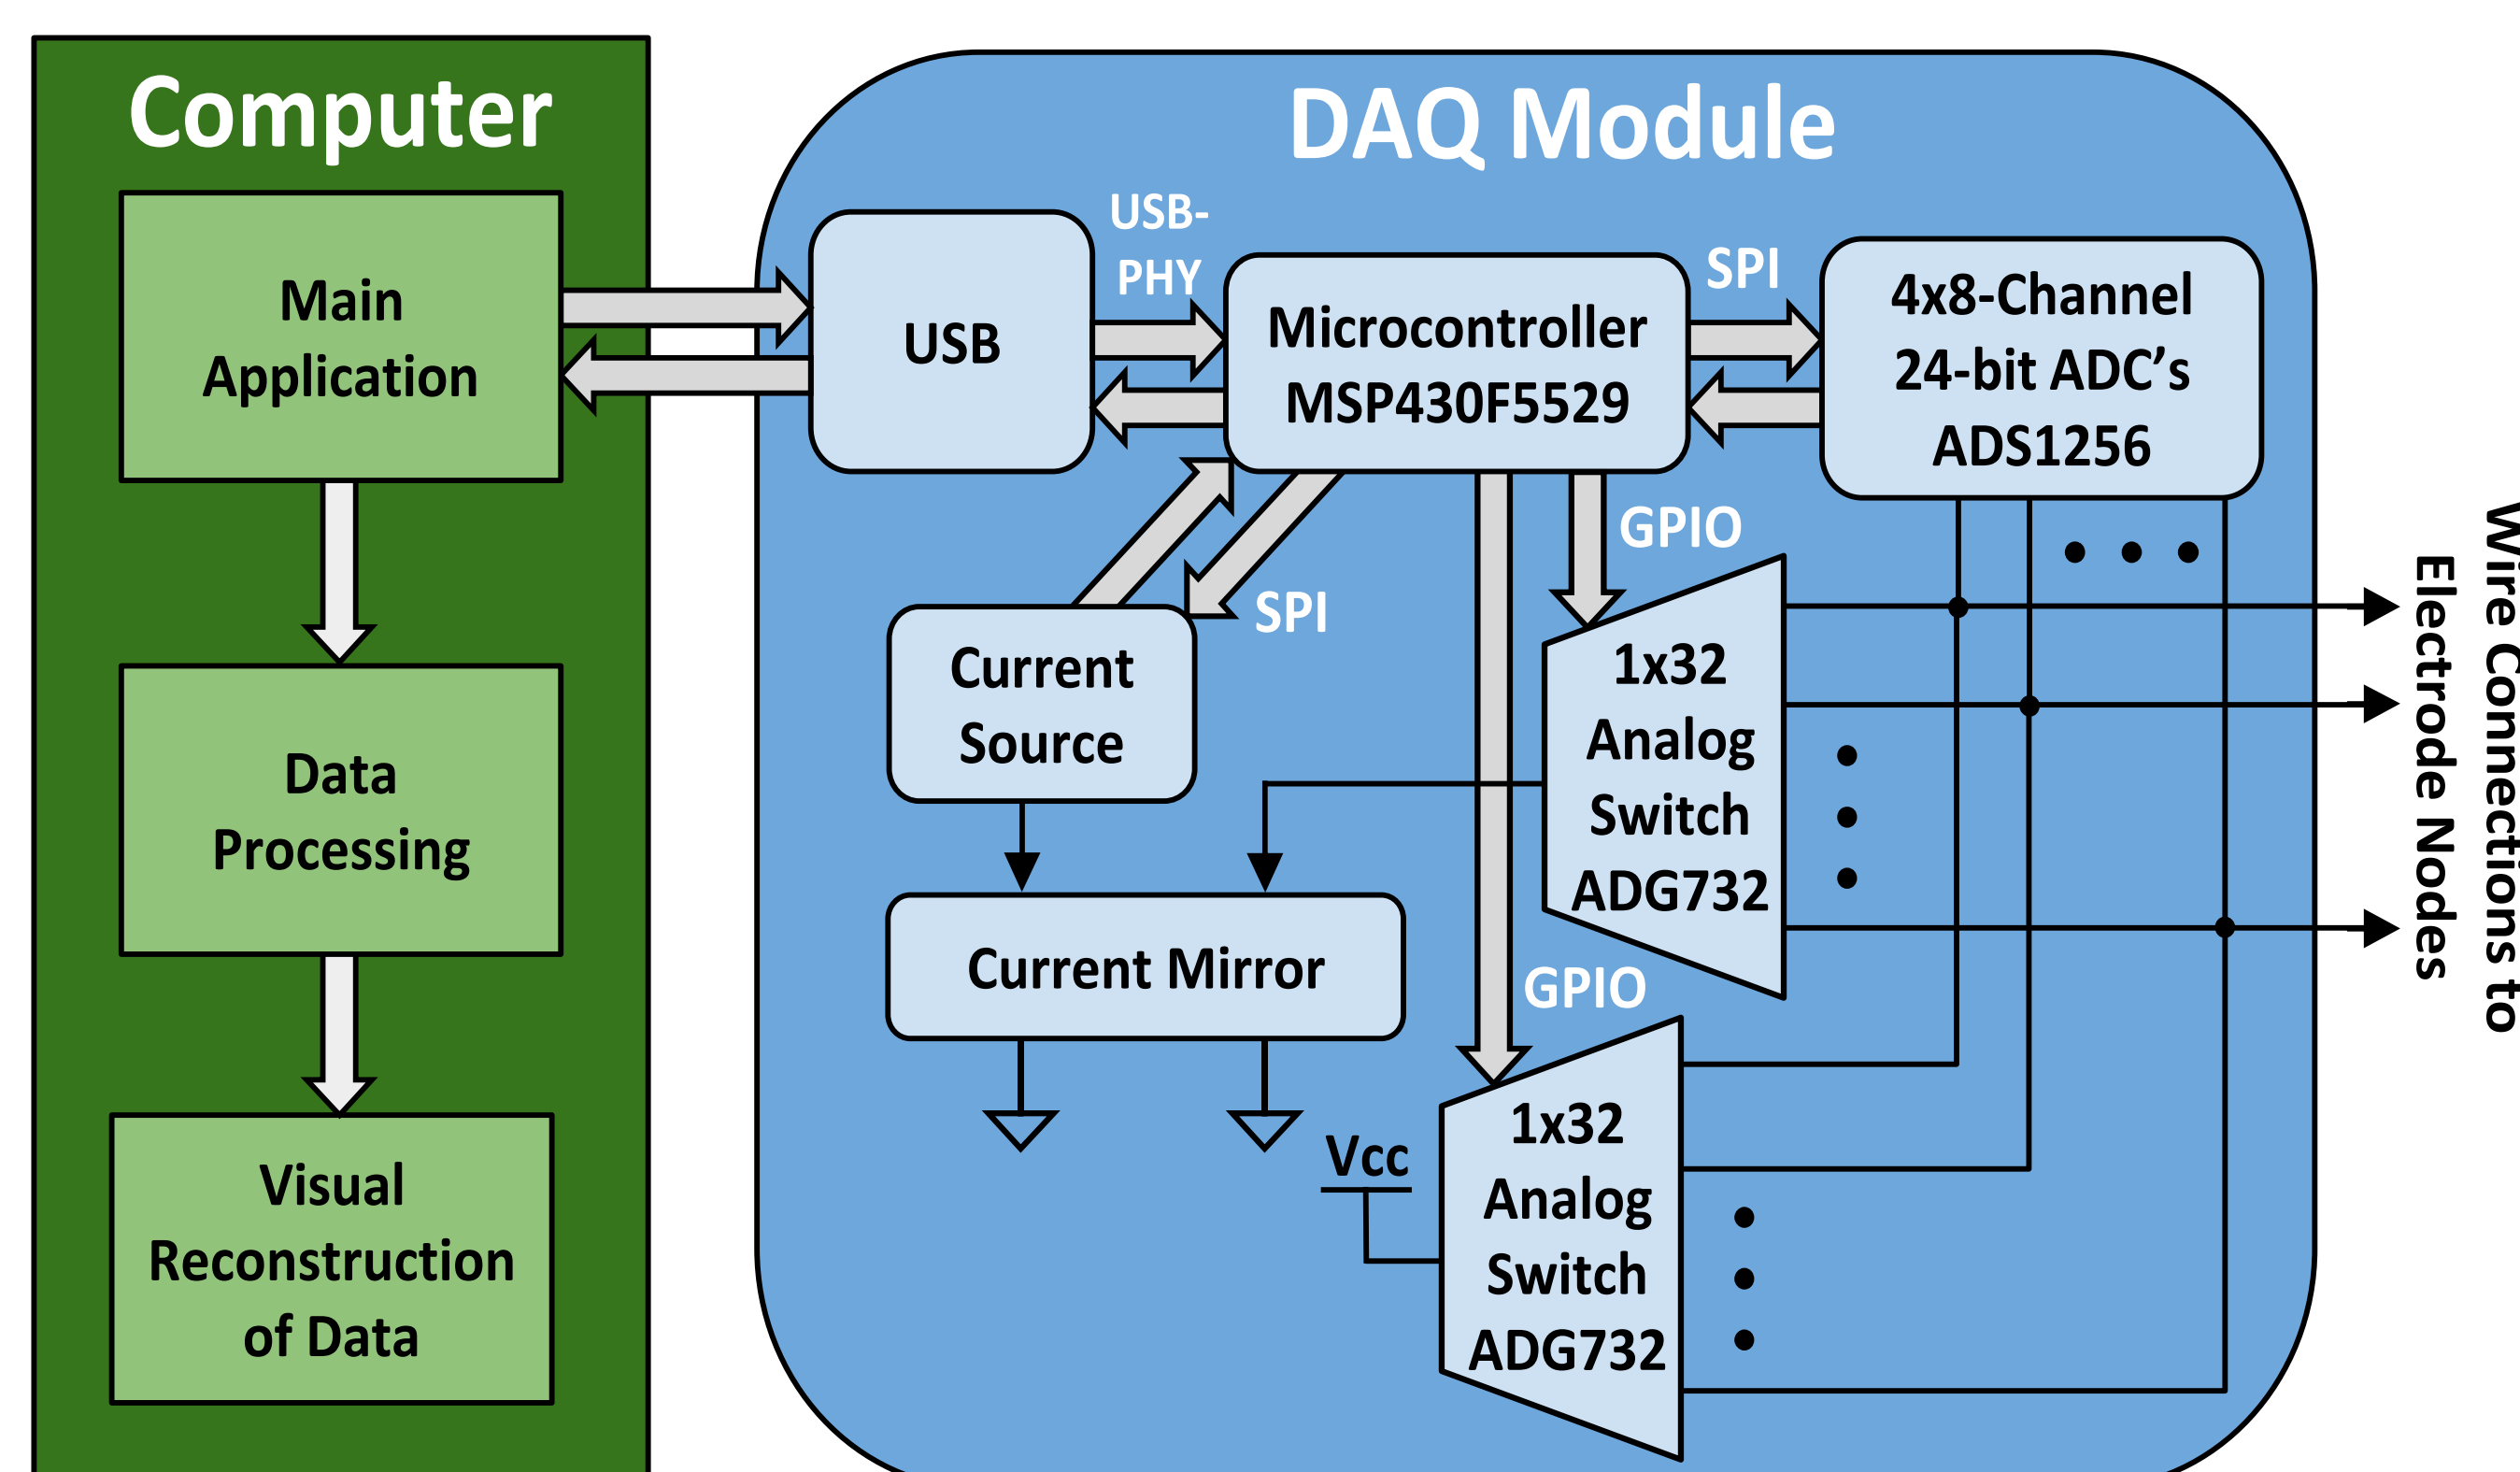 Computer
Main
Application
Data
Processing
Visual
Reconstruction
of Data
DAQ Module
USB
USB-
PHY
Microcontroller
MSP430F5529
SPI
4x8-Channel
24-bit ADC’s
ADS1256
GPIO
SPI
Current
Source
1x32
Analog
Switch
ADG732
Current Mirror
GPIO
Vcc
1x32
Analog
Switch
ADG732
Wire Connections to
Electrode Nodes